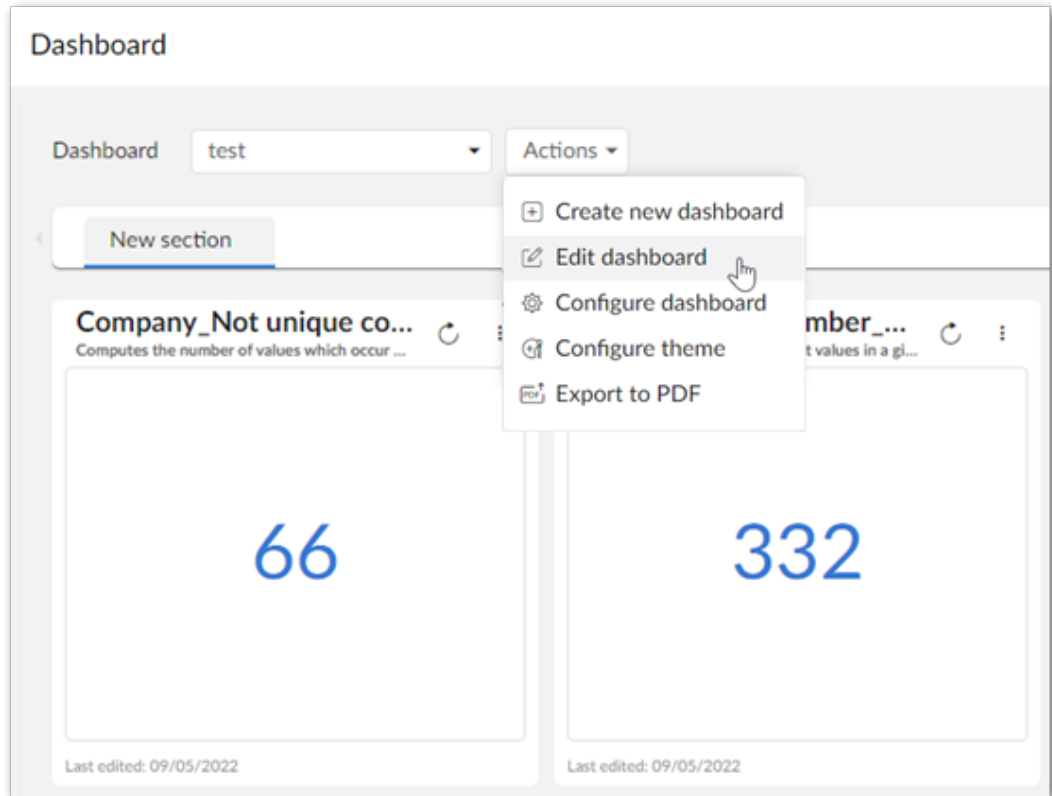 Dashboard
Dashboard test Actions
Create new dashboard
New section
Edit dashboard
Configure dashboard
Configure theme
Export to PDF
Company_Not unique co...
Computes the number of values which occur ...
66
Last edited: 09/05/2022
mber_...
t values in a gi...
332
Last edited: 09/05/2022